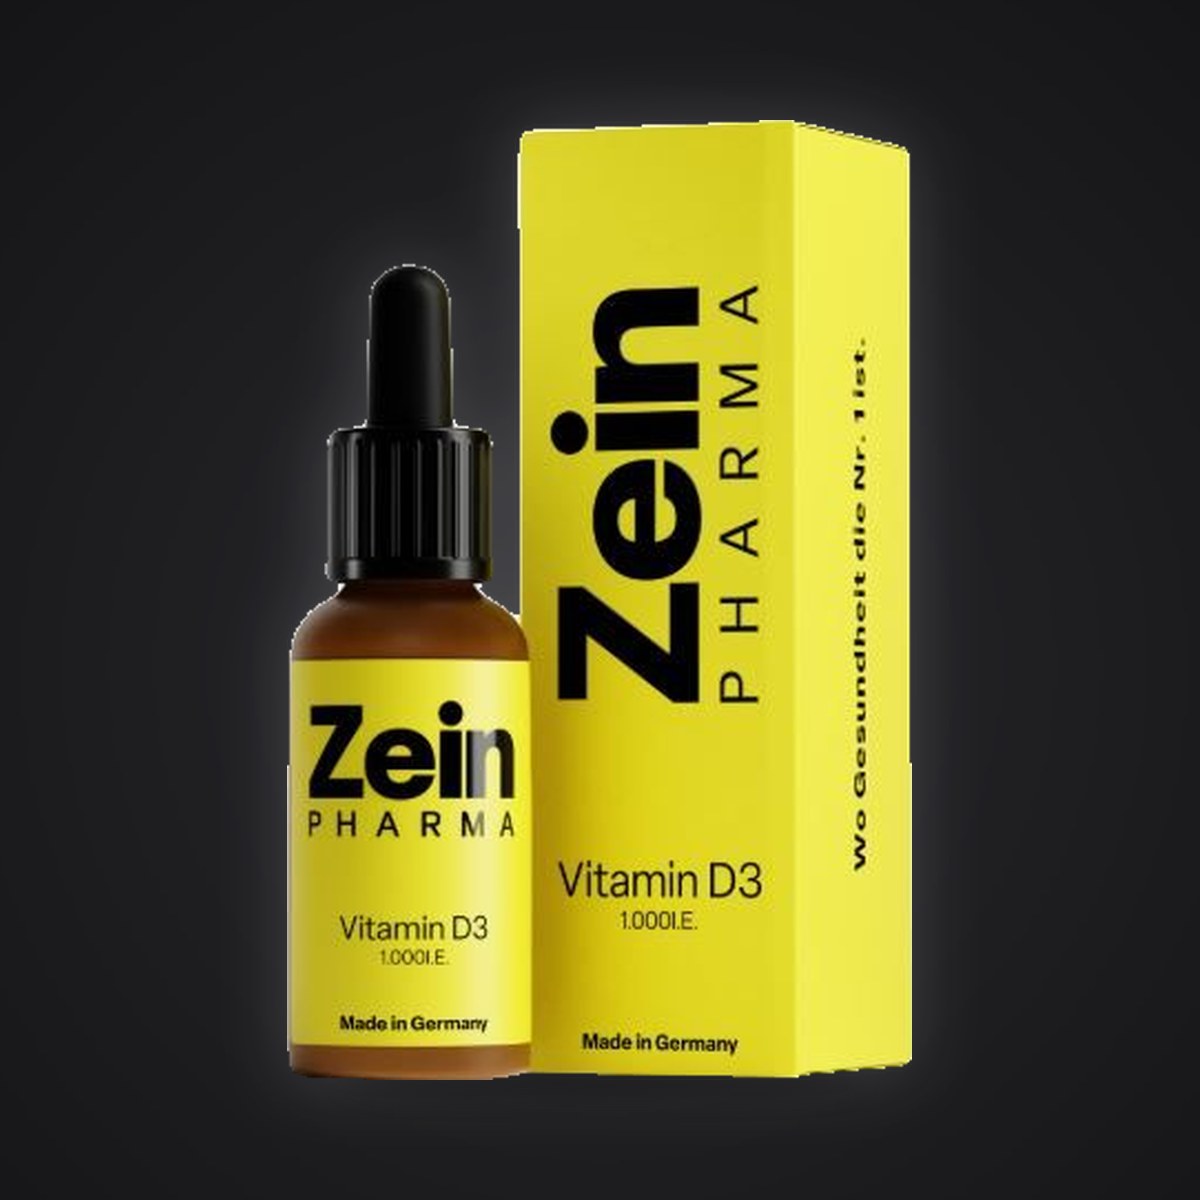 Zein
PHARMA
Vitamin D3
1.000I.E.
Made in Germany
Zein
PHARMA
Vitamin D3
1.000I.E.
Made in Germany
Wo Gesundheit die Nr. 1 ist.